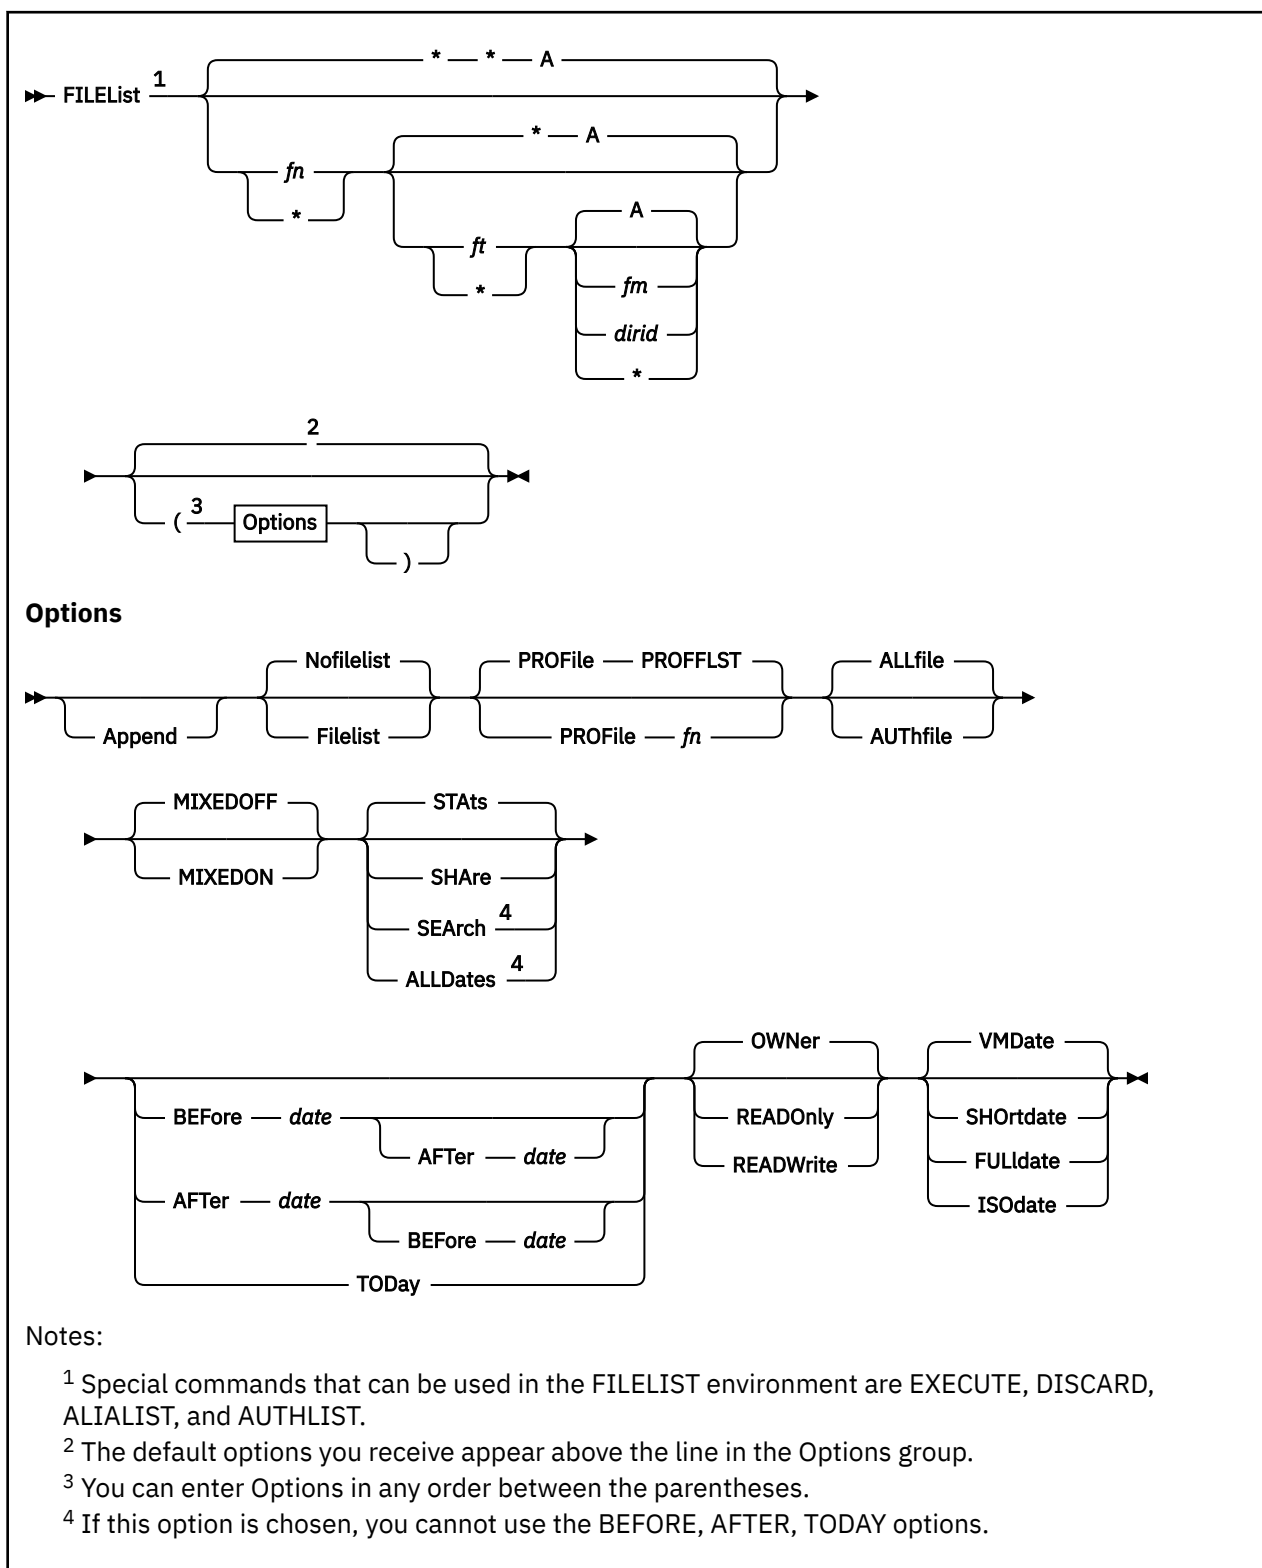 * * A
FILEList 1
* A
fn
*
A
ft
*
fm
dirid
*
2
( 3 Options
)
Options
Nofilelist PROFile PROFFLST ALLfile
Append Filelist PROFile fn AUThfile
MIXEDOFF STAts
MIXEDON SHAre
SEArch 4
ALLDates 4
OWNer VMDate
BEFore date READOnly SHOrtdate
AFTer date READWrite FULldate
AFTer date ISOdate
BEFore date
TODay
Notes:
1 Special commands that can be used in the FILELIST environment are EXECUTE, DISCARD,
ALIALIST, and AUTHLIST.
2 The default options you receive appear above the line in the Options group.
3 You can enter Options in any order between the parentheses.
4 If this option is chosen, you cannot use the BEFORE, AFTER, TODAY options.